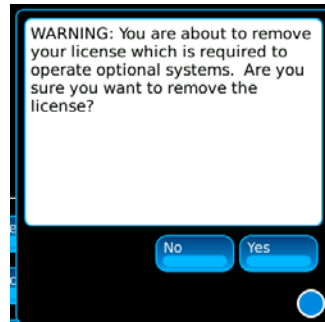 WARNING: You are about to remove
your license which is required to
operate optional systems.  Are you
sure you want to remove the
license?
No
Yes